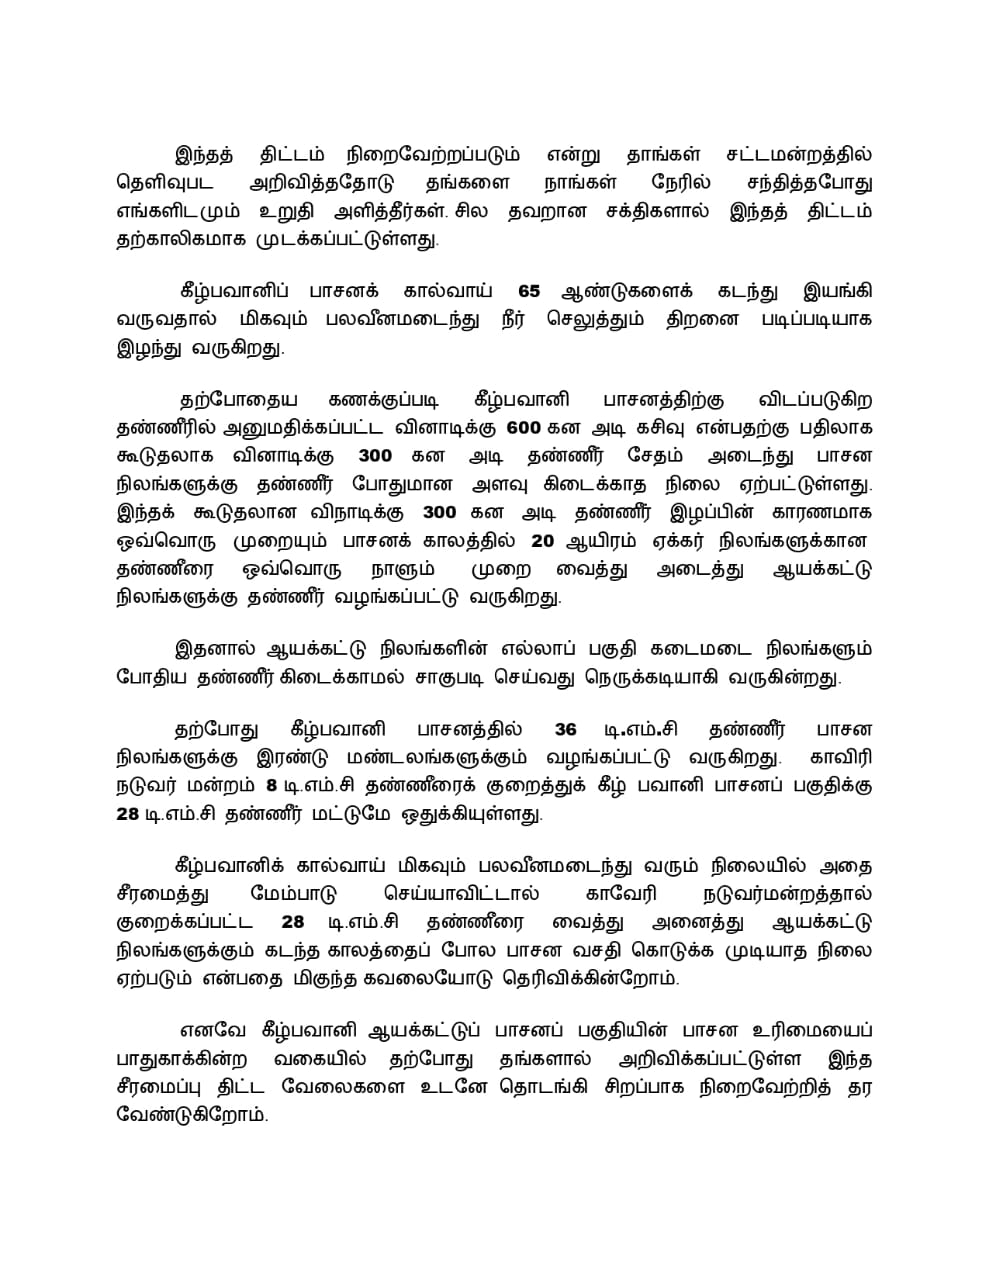 இந்தத் திட்டம் நிறைவேற்றப்படும் என்று தாங்கள் சட்டமன்றத்தில்
தெளிவுபட அறிவித்ததோடு தங்களை நாங்கள் நேரில் சந்தித்தபோது
எங்களிடமும் உறுதி அளித்தீர்கள். சில தவறான சக்திகளால் இந்தத் திட்டம்
தற்காலிகமாக முடக்கப்பட்டுள்ளது.
கீழ்பவானிப் பாசனக் கால்வாய் 65 ஆண்டுகளைக் கடந்து இயங்கி
வருவதால் மிகவும் பலவீனமடைந்து நீர் செலுத்தும் திறனை படிப்படியாக
இழந்து வருகிறது.
தற்போதைய கணக்குப்படி கீழ்பவானி பாசனத்திற்கு விடப்படுகிற
தண்ணீரில் அனுமதிக்கப்பட்ட வினாடிக்கு 600 கன அடி கசிவு என்பதற்கு பதிலாக
கூடுதலாக வினாடிக்கு 300 கன அடி தண்ணீர் சேதம் அடைந்து பாசன
நிலங்களுக்கு தண்ணீர் போதுமான அளவு கிடைக்காத நிலை ஏற்பட்டுள்ளது.
இந்தக் கூடுதலான விநாடிக்கு 300 கன அடி தண்ணீர் இழப்பின் காரணமாக
ஒவ்வொரு முறையும் பாசனக் காலத்தில் 20 ஆயிரம் ஏக்கர் நிலங்களுக்கான
தண்ணீரை ஒவ்வொரு நாளும் முறை வைத்து அடைத்து ஆயக்கட்டு
நிலங்களுக்கு தண்ணீர் வழங்கப்பட்டு வருகிறது.
இதனால் ஆயக்கட்டு நிலங்களின் எல்லாப் பகுதி கடைமடை நிலங்களும்
போதிய தண்ணீர் கிடைக்காமல் சாகுபடி செய்வது நெருக்கடியாகி வருகின்றது.
தற்போது கீழ்பவானி பாசனத்தில் 36 டி.எம்.சி தண்ணீர் பாசன
நிலங்களுக்கு இரண்டு மண்டலங்களுக்கும் வழங்கப்பட்டு வருகிறது. காவிரி
நடுவர் மன்றம் 8 டி.எம்.சி தண்ணீரைக் குறைத்துக் கீழ் பவானி பாசனப் பகுதிக்கு
28 டி.எம்.சி தண்ணீர் மட்டுமே ஒதுக்கியுள்ளது.
கீழ்பவானிக் கால்வாய் மிகவும் பலவீனமடைந்து வரும் நிலையில் அதை
சீரமைத்து மேம்பாடு செய்யாவிட்டால் காவேரி நடுவர்மன்றத்தால்
குறைக்கப்பட்ட 28 டி.எம்.சி தண்ணீரை வைத்து அனைத்து ஆயக்கட்டு
நிலங்களுக்கும் கடந்த காலத்தைப் போல பாசன வசதி கொடுக்க முடியாத நிலை
ஏற்படும் என்பதை மிகுந்த கவலையோடு தெரிவிக்கின்றோம்.
எனவே கீழ்பவானி ஆயக்கட்டுப் பாசனப் பகுதியின் பாசன உரிமையைப்
பாதுகாக்கின்ற வகையில் தற்போது தங்களால் அறிவிக்கப்பட்டுள்ள இந்த
சீரமைப்பு திட்ட வேலைகளை உடனே தொடங்கி சிறப்பாக நிறைவேற்றித் தர
வேண்டுகிறோம்.